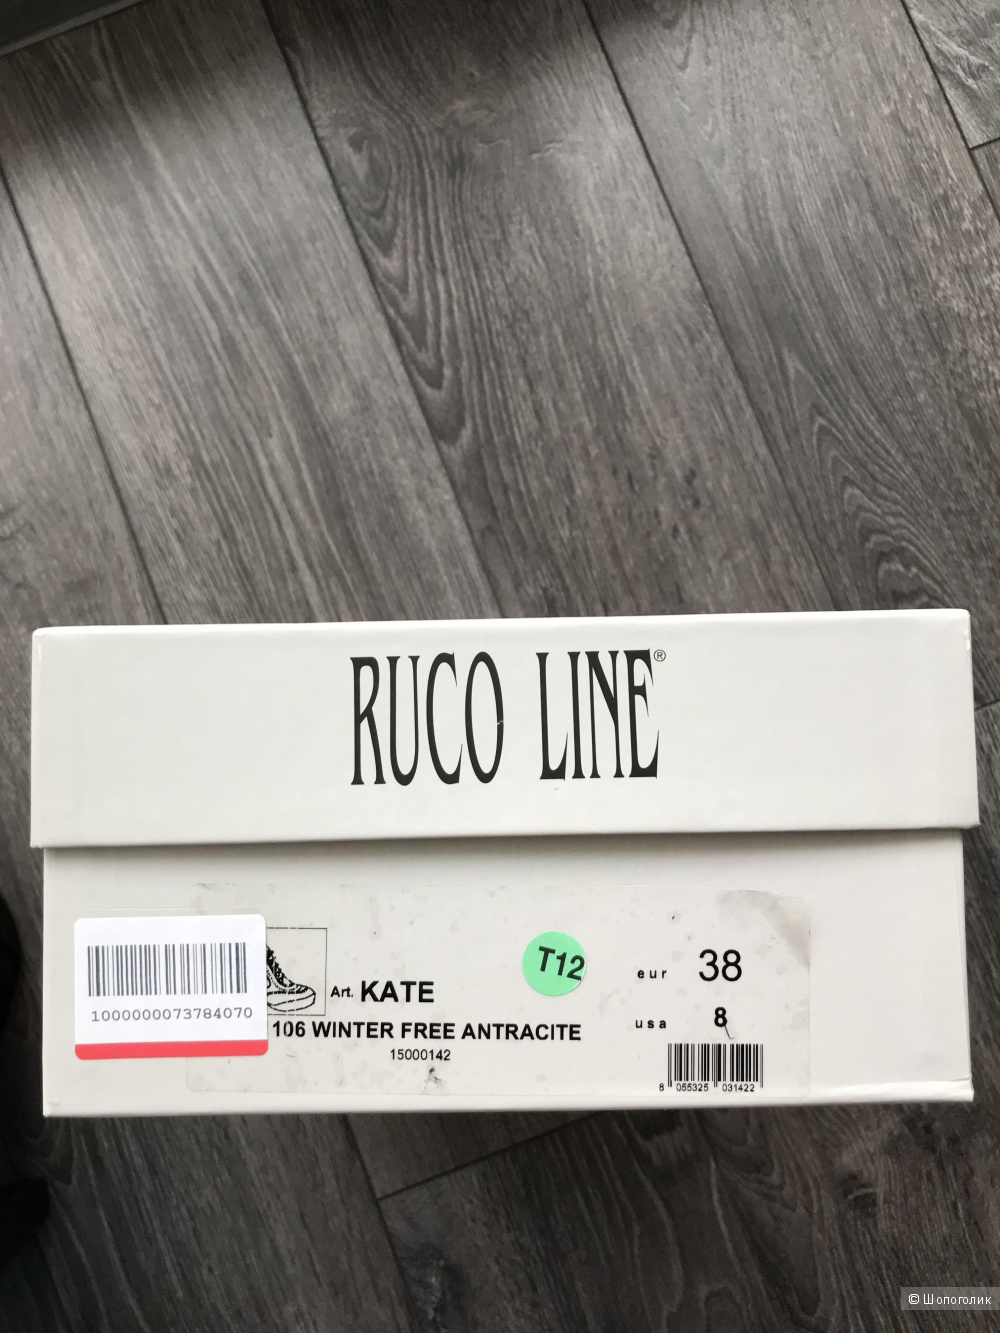 RUCO LINE®
1000000073784070
Art. KATE
106 WINTER FREE ANTRACITE
15000142
T12
eur 38
usa 8
8 055325 031422
© Шопоголик